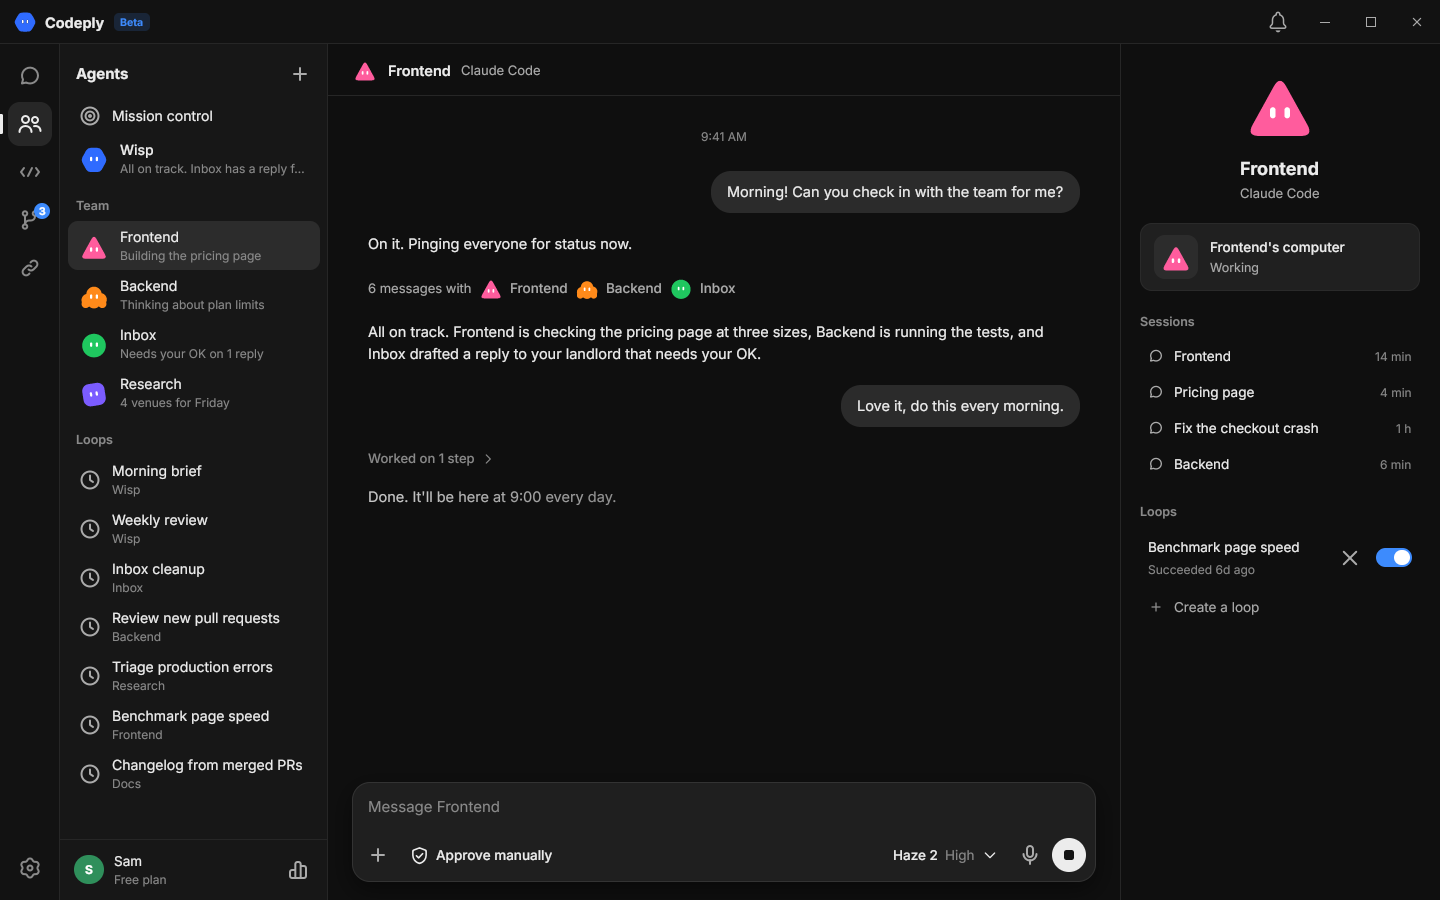 Codeply Beta
Agents
Mission control
Wisp
All on track. Inbox has a reply f...
Team
Frontend
Building the pricing page
Backend
Thinking about plan limits
Inbox
Needs your OK on 1 reply
Research
4 venues for Friday
Loops
Morning brief
Wisp
Weekly review
Wisp
Inbox cleanup
Inbox
Review new pull requests
Backend
Triage production errors
Research
Benchmark page speed
Frontend
Changelog from merged PRs
Docs
S
Sam
Free plan
3
Frontend Claude Code
9:41 AM
Morning! Can you check in with the team for me?
On it. Pinging everyone for status now.
6 messages with Frontend Backend Inbox
All on track. Frontend is checking the pricing page at three sizes, Backend is running the tests, and
Inbox drafted a reply to your landlord that needs your OK.
Love it, do this every morning.
Worked on 1 step
Done. It'll be here at 9:00 every day.
Message Frontend
Approve manually
Haze 2 High
Frontend
Claude Code
Frontend's computer
Working
Sessions
Frontend 14 min
Pricing page 4 min
Fix the checkout crash 1 h
Backend 6 min
Loops
Benchmark page speed
Succeeded 6d ago
Create a loop